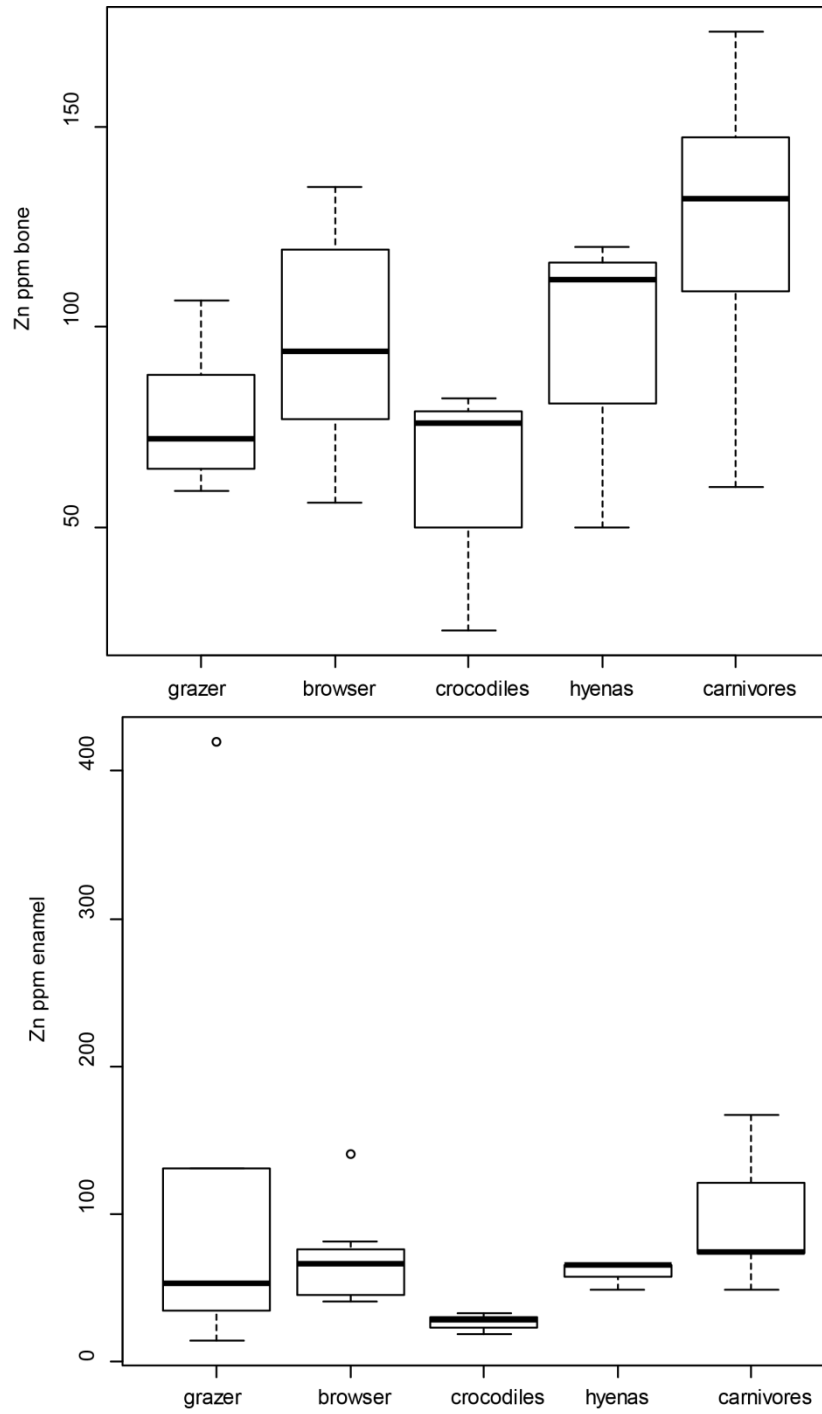 Zn ppm bone
150
100
50
grazer browser crocodiles hyenas carnivores
Zn ppm enamel
400
300
200
100
0
grazer browser crocodiles hyenas carnivores